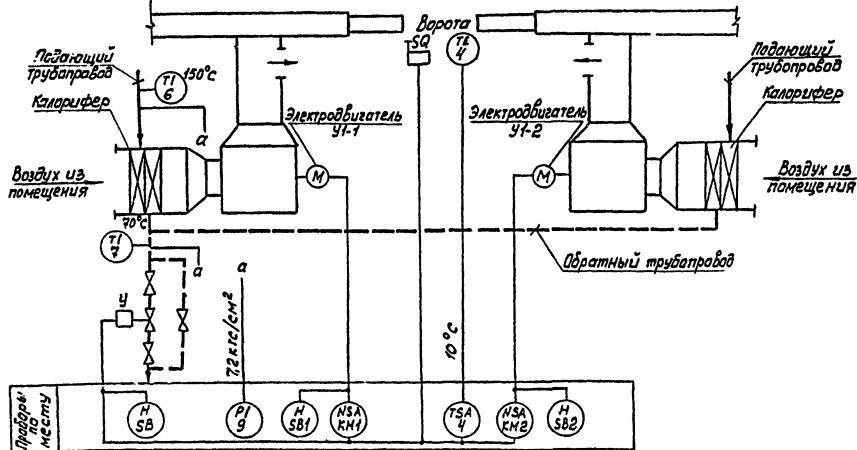 Ворота
SQ
TE
4
Подающий
трубопровод
TI
6
150°С
Калорифер
а
Электродвигатель
У1-1
М
Воздух из
помещения
Подающий
трубопровод
Калорифер
Электродвигатель
У1-2
М
Воздух из
помещения
70°С
TI
7
а
Обратный трубопровод
У
а
7,2 кгс/см²
10°С
Приборы
по
месту
H
SB
PI
9
H
SB1
NSA
КМ1
TSA
4
NSA
КМ2
H
SB2